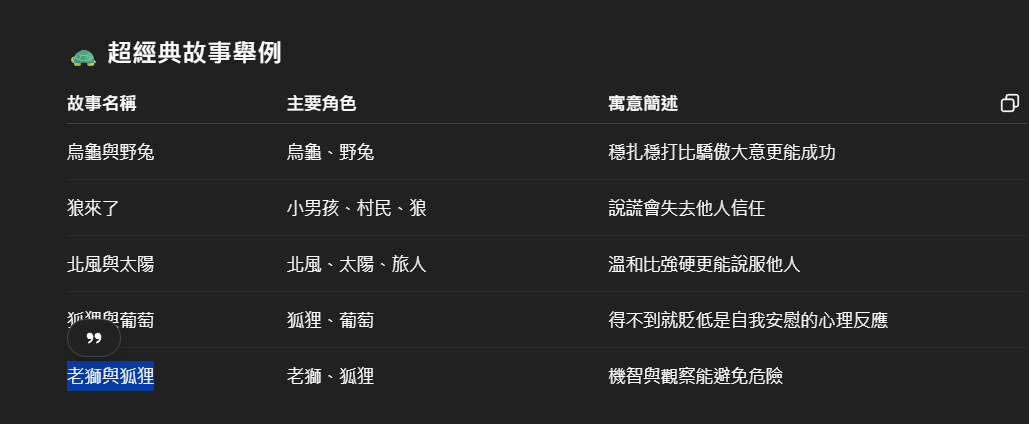 超經典故事舉例
故事名稱 主要角色 寓意簡述
烏龜與野兔 烏龜、野兔 穩扎穩打比驕傲大意更能成功
狼來了 小男孩、村民、狼 說謊會失去他人信任
北風與太陽 北風、太陽、旅人 溫和比強硬更能說服他人
狐狸與葡萄 狐狸、葡萄 得不到就貶低是自我安慰的心理反應
老獅與狐狸 老獅、狐狸 機智與觀察能避免危險